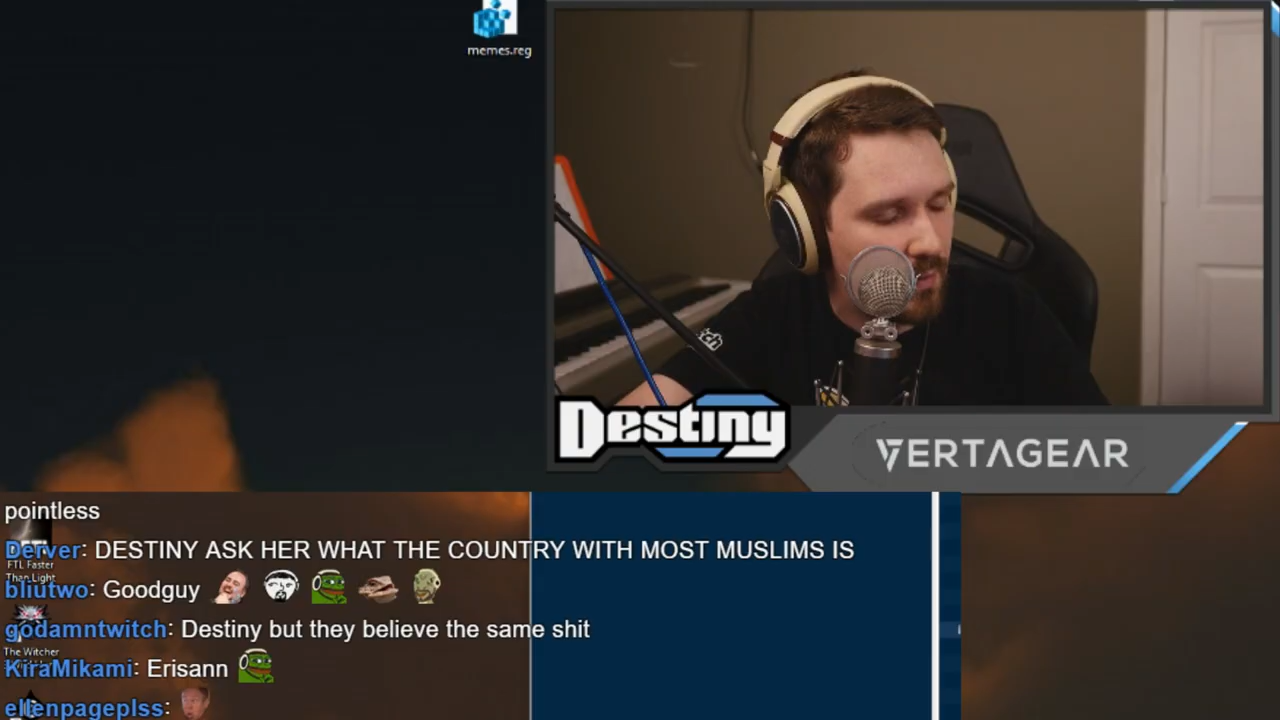 memes.reg
tch
Destiny
VERTAGEAR
pointless
Derver: DESTINY ASK HER WHAT THE COUNTRY WITH MOST MUSLIMS IS
FTL Faster
Than Light
bliutwo: Goodguy
godamntwitch: Destiny but they believe the same shit
The Witcher
KiraMikami: Erisann
ellenpageplss: